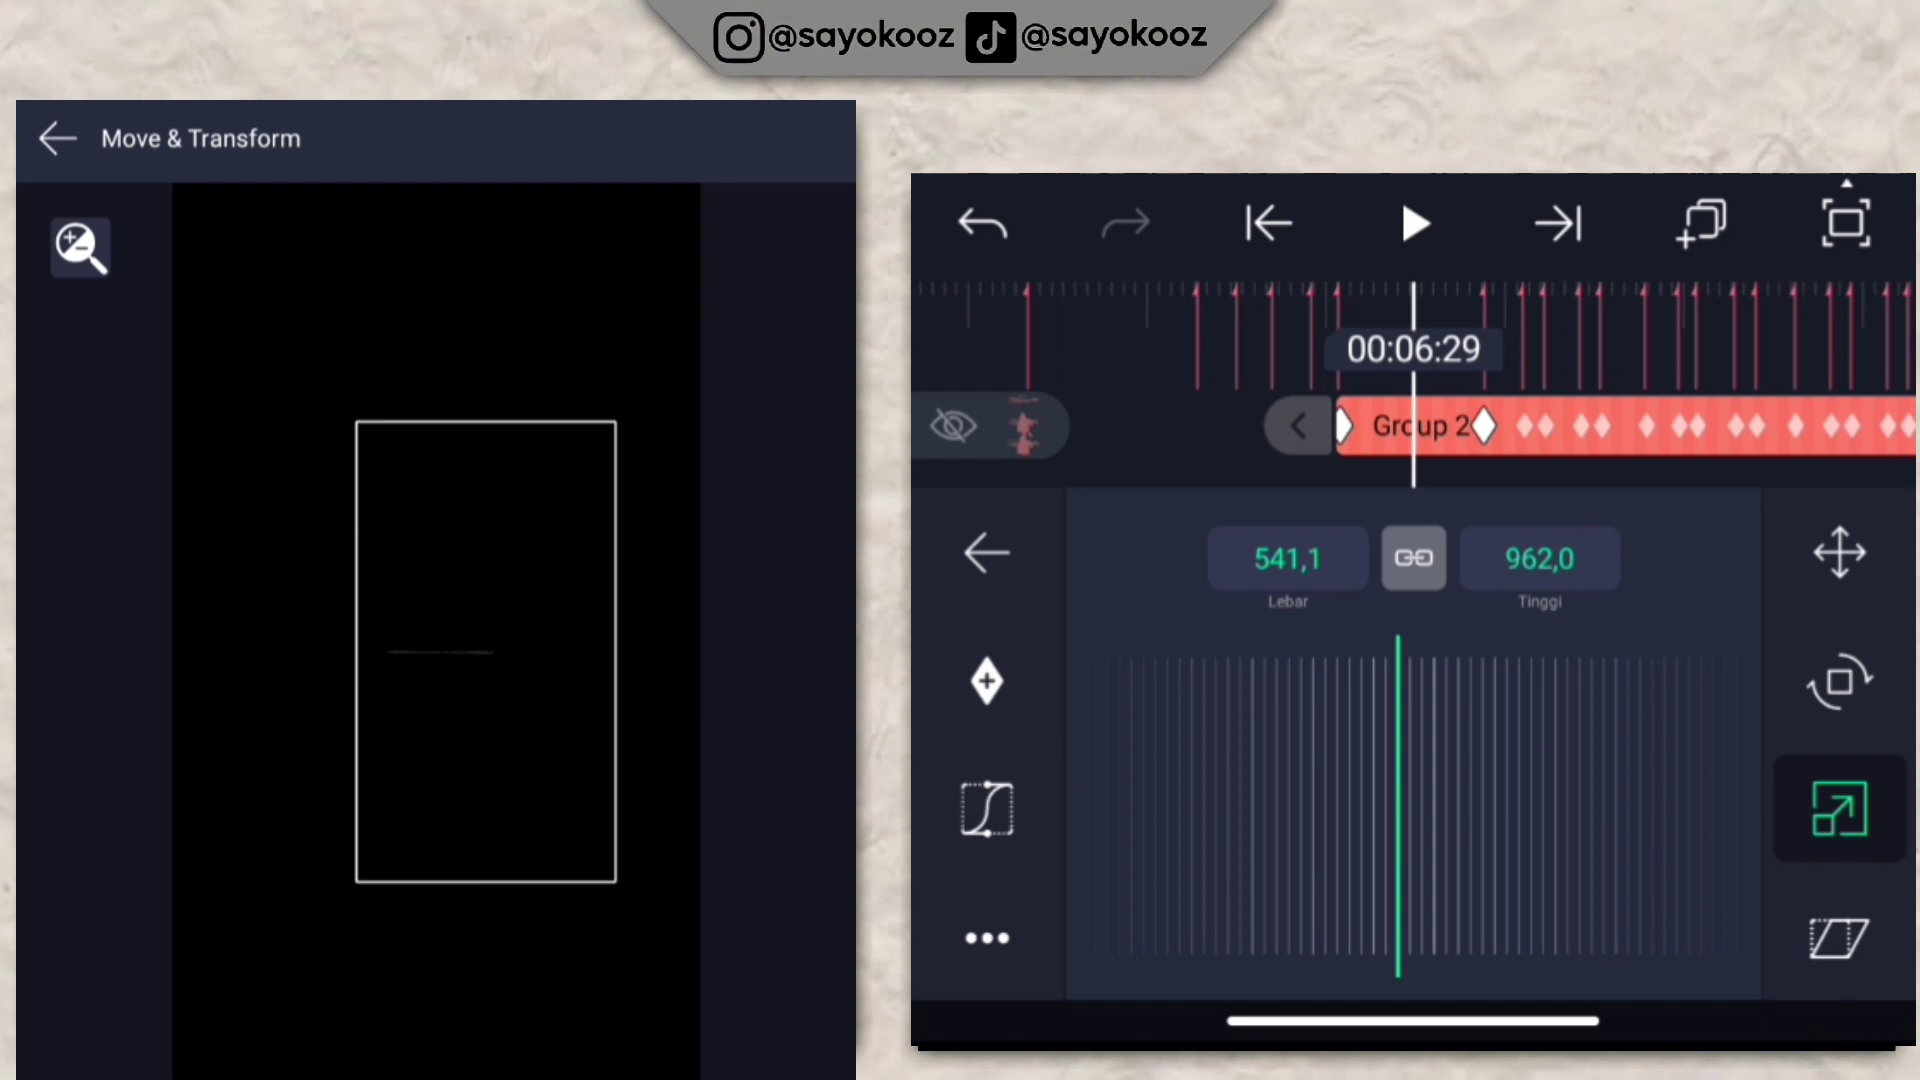 @sayokooz @sayokooz
Move & Transform
00:06:29
Group 2
541,1 962,0
Lebar Tinggi